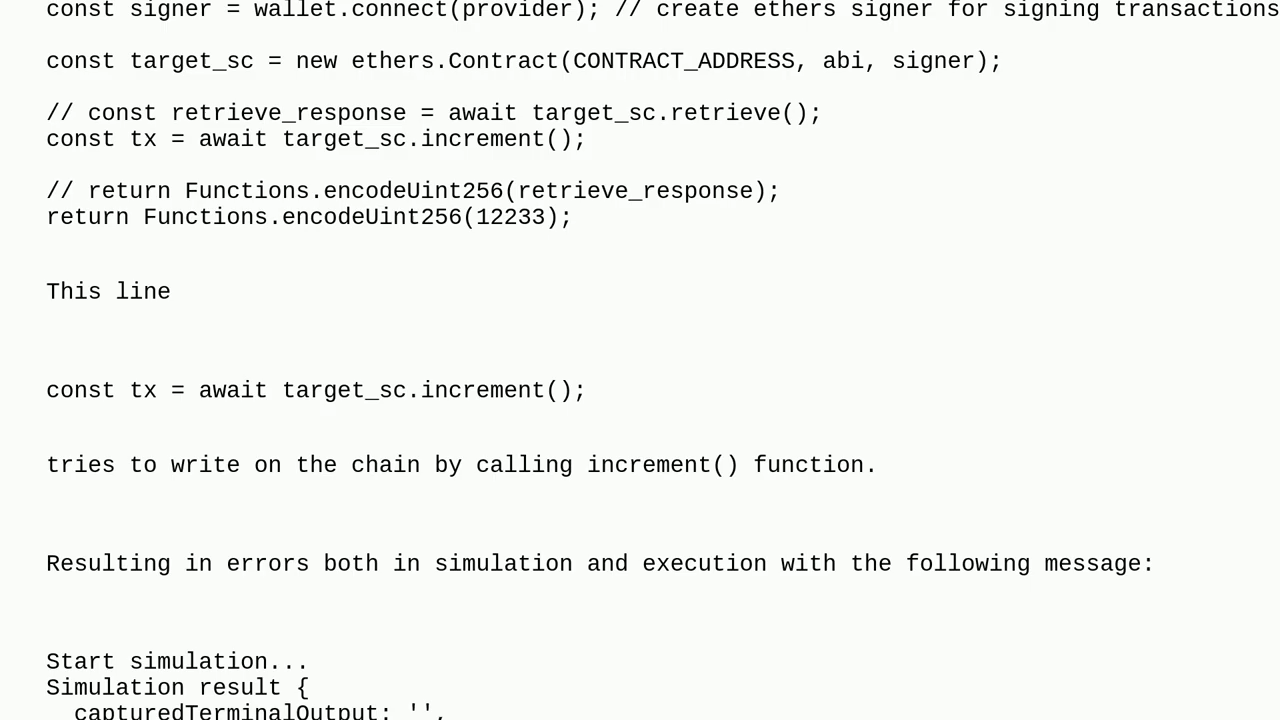 const signer = wallet.connect(provider); // create ethers signer for signing transactions
const target_sc = new ethers.Contract(CONTRACT_ADDRESS, abi, signer);
// const retrieve_response = await target_sc.retrieve();
const tx = await target_sc.increment();
// return Functions.encodeUint256(retrieve_response);
return Functions.encodeUint256(12233);
This line
const tx = await target_sc.increment();
tries to write on the chain by calling increment() function.
Resulting in errors both in simulation and execution with the following message:
Start simulation...
Simulation result {
capturedTerminalOutput: '',